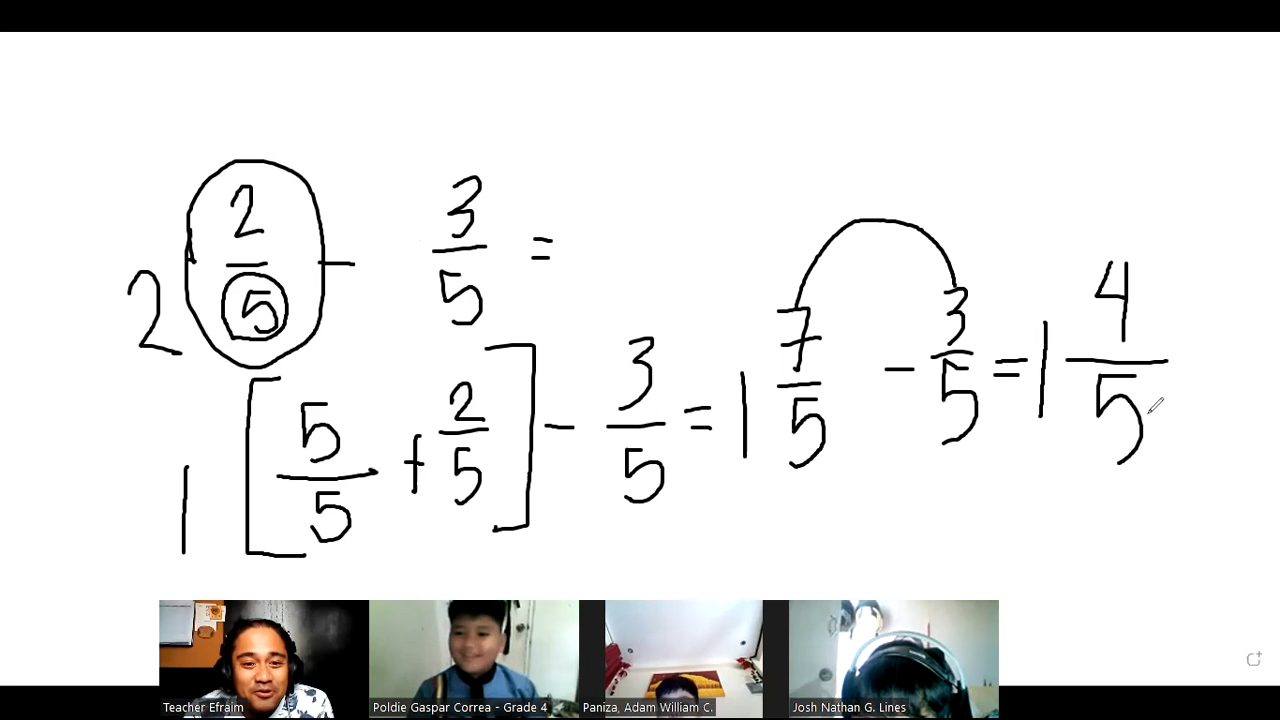 2 2/5 - 3/5 =
1 [5/5 + 2/5] - 3/5 = 1 7/5 - 3/5 = 1 4/5
Teacher Efraim
Poldie Gaspar Correa - Grade 4
Paniza, Adam William C.
Josh Nathan G. Lines